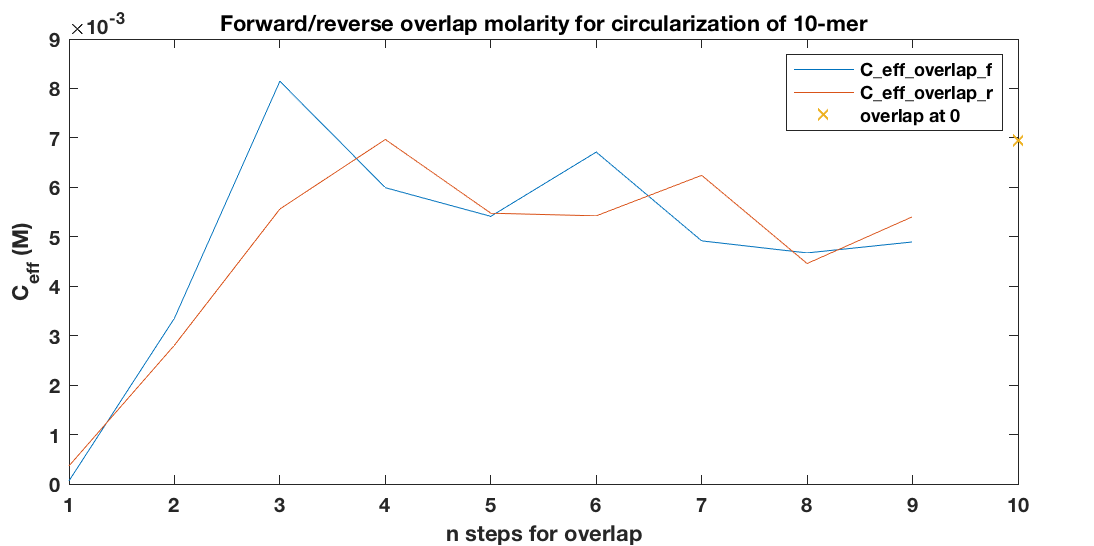 ×10-3
Forward/reverse overlap molarity for circularization of 10-mer
9
8
7
6
5
4
3
2
1
0
C_eff (M)
C_eff_overlap_f
C_eff_overlap_r
overlap at 0
1 2 3 4 5 6 7 8 9 10
n steps for overlap